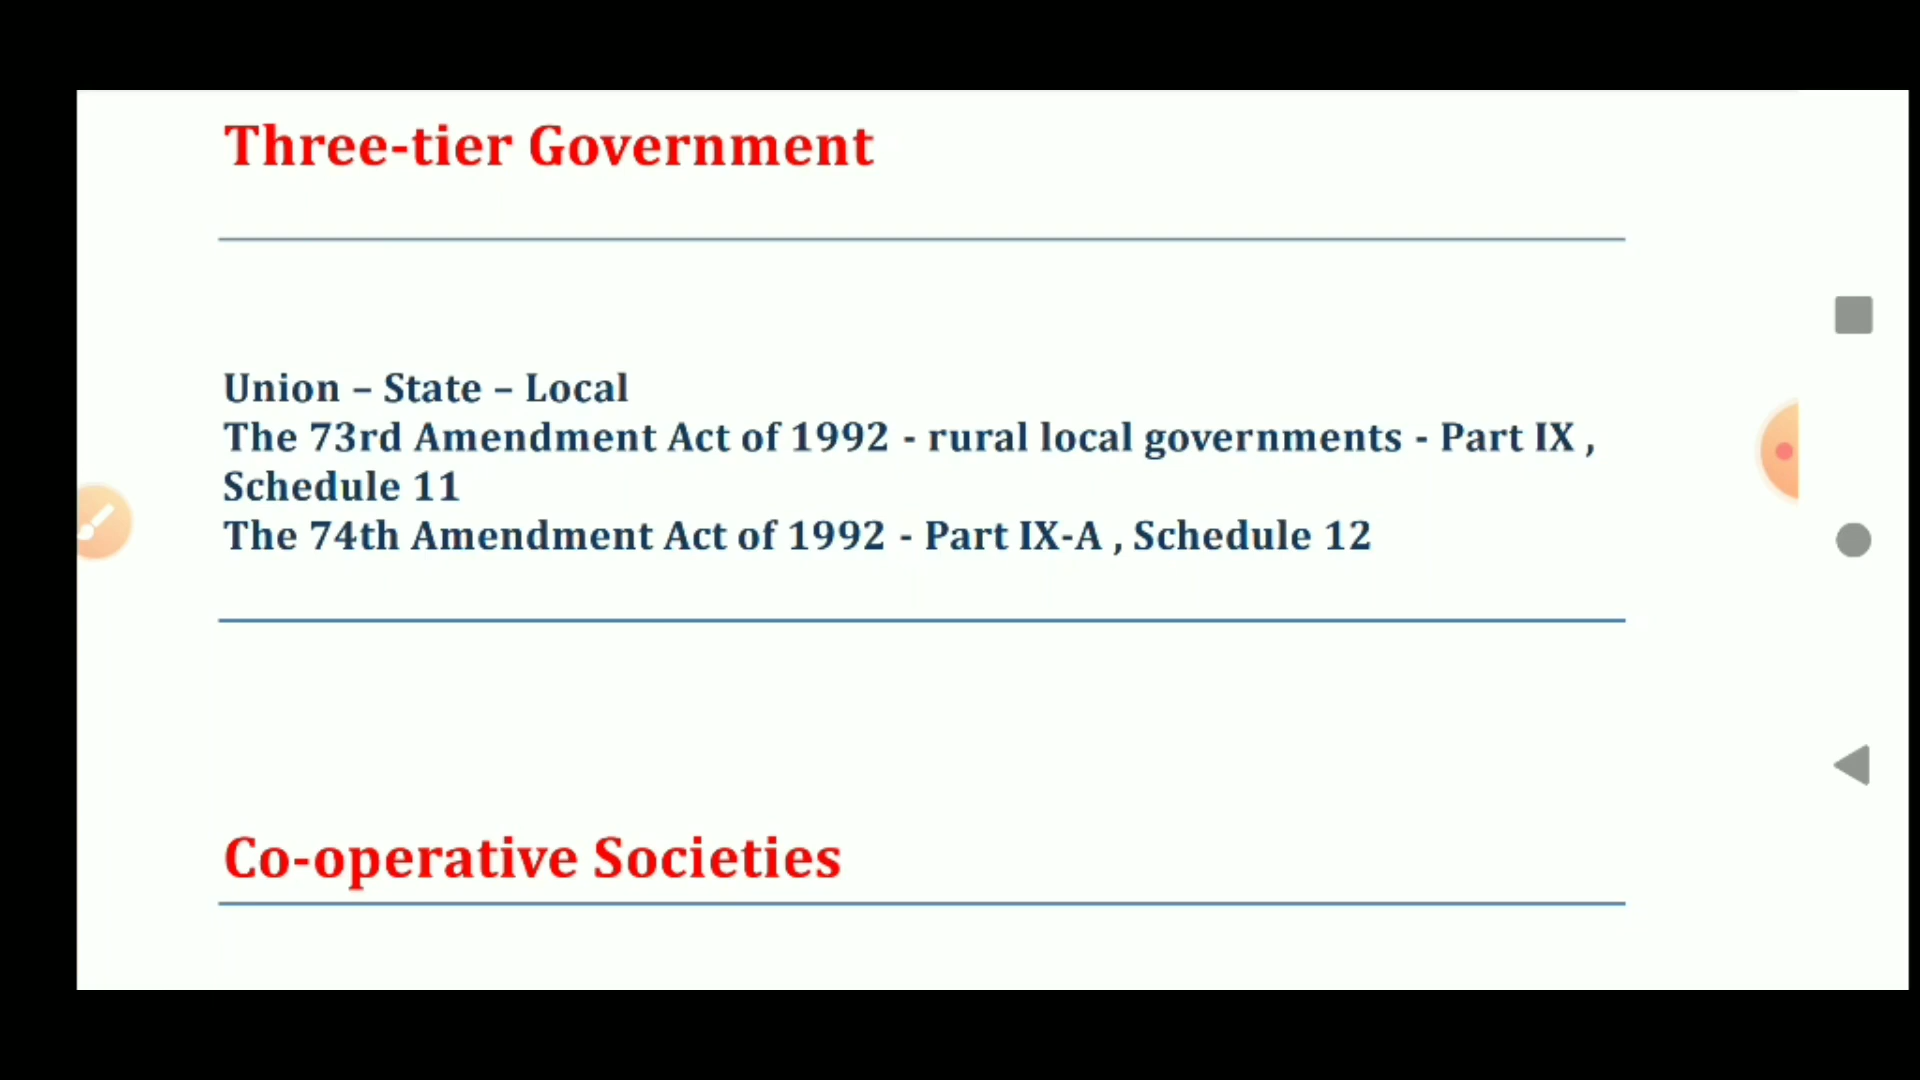 Three-tier Government
Union – State – Local
The 73rd Amendment Act of 1992 - rural local governments - Part IX ,
Schedule 11
The 74th Amendment Act of 1992 - Part IX-A , Schedule 12
Co-operative Societies